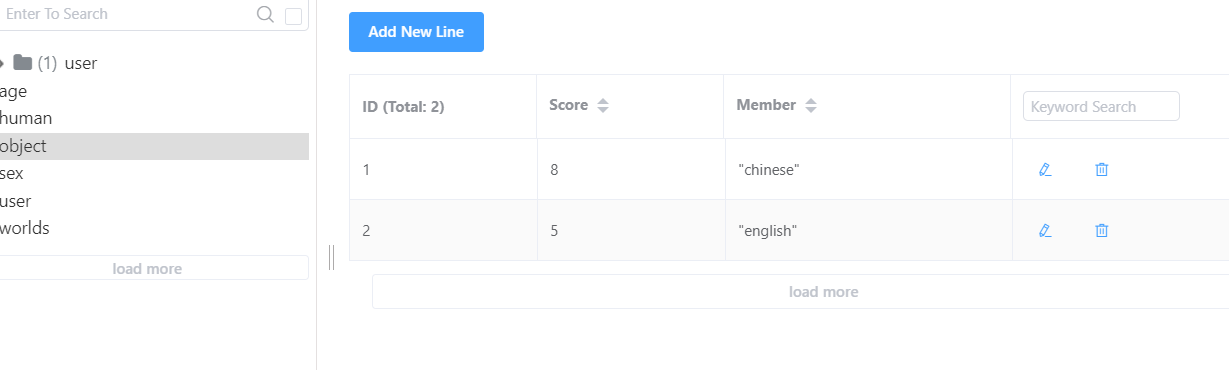 Enter To Search
(1) user
age
human
object
sex
user
worlds
load more
Add New Line
ID (Total: 2) Score Member Keyword Search
1 8 "chinese"
2 5 "english"
load more